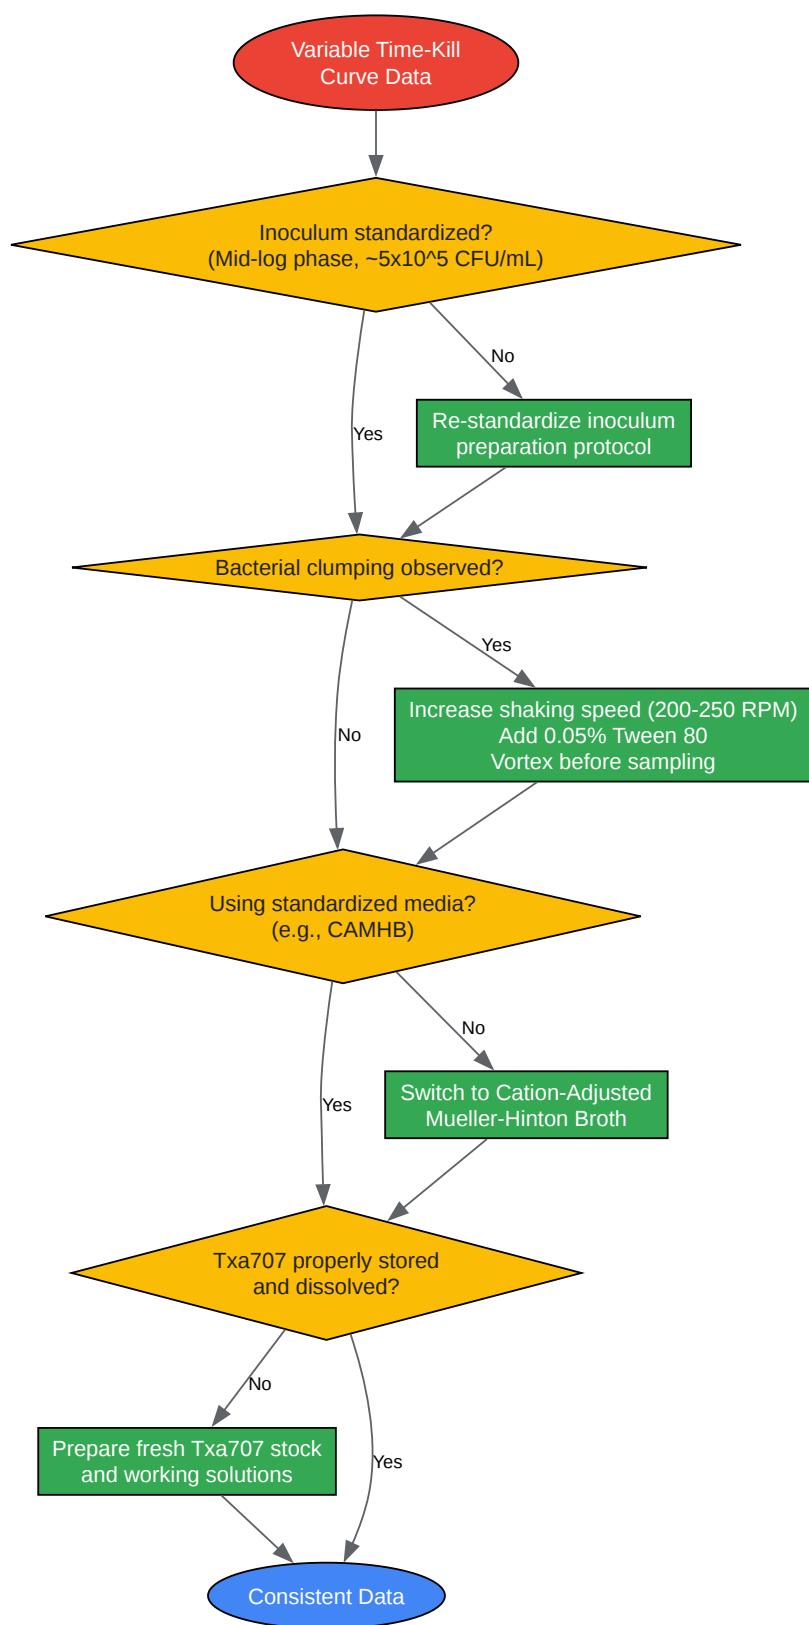 Variable Time-Kill
Curve Data
Inoculum standardized?
(Mid-log phase, ~5x10^5 CFU/mL)
No
Yes
Re-standardize inoculum
preparation protocol
Bacterial clumping observed?
Yes
No
Increase shaking speed (200-250 RPM)
Add 0.05% Tween 80
Vortex before sampling
Using standardized media?
(e.g., CAMHB)
No
Yes
Switch to Cation-Adjusted
Mueller-Hinton Broth
Txa707 properly stored
and dissolved?
No
Yes
Prepare fresh Txa707 stock
and working solutions
Consistent Data